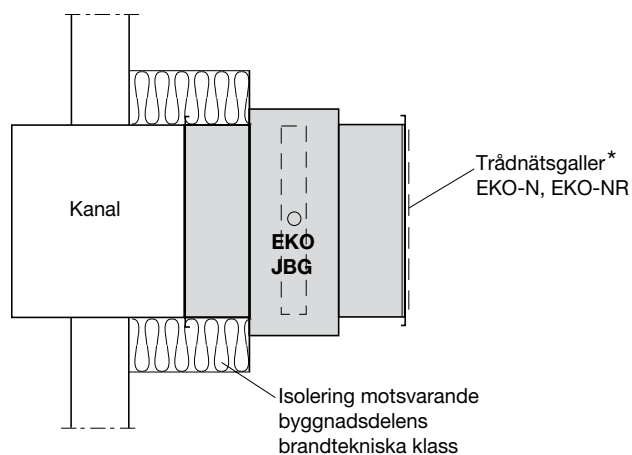 Kanal
EKO
JBG
Trådnätsgaller*
EKO-N, EKO-NR
Isolering motsvarande
byggnadsdelens
brandtekniska klass